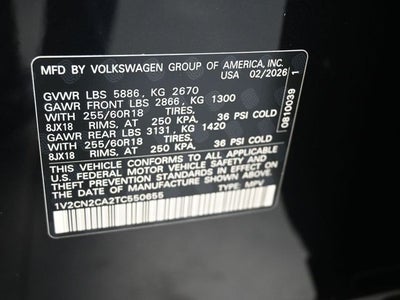 MFD BY VOLKSWAGEN GROUP OF AMERICA, INC.
USA 02/2026
GVWR LBS 5886, KG 2670
GAWR FRONT LBS 2866, KG 1300
WITH 255/60R18 TIRES,
8JX18 RIMS, AT 250 KPA, 36 PSI COLD
GAWR REAR LBS 3131, KG 1420
WITH 255/60R18 TIRES,
8JX18 RIMS, AT 250 KPA, 36 PSI COLD
THIS VEHICLE CONFORMS TO ALL APPLICABLE
U.S. FEDERAL MOTOR VEHICLE SAFETY AND
THEFT PREVENTION STANDARDS IN EFFECT ON
THE DATE OF MANUFACTURE SHOWN ABOVE.
TYPE: MPV
1V2CN2CA2TC550655
0810039 1